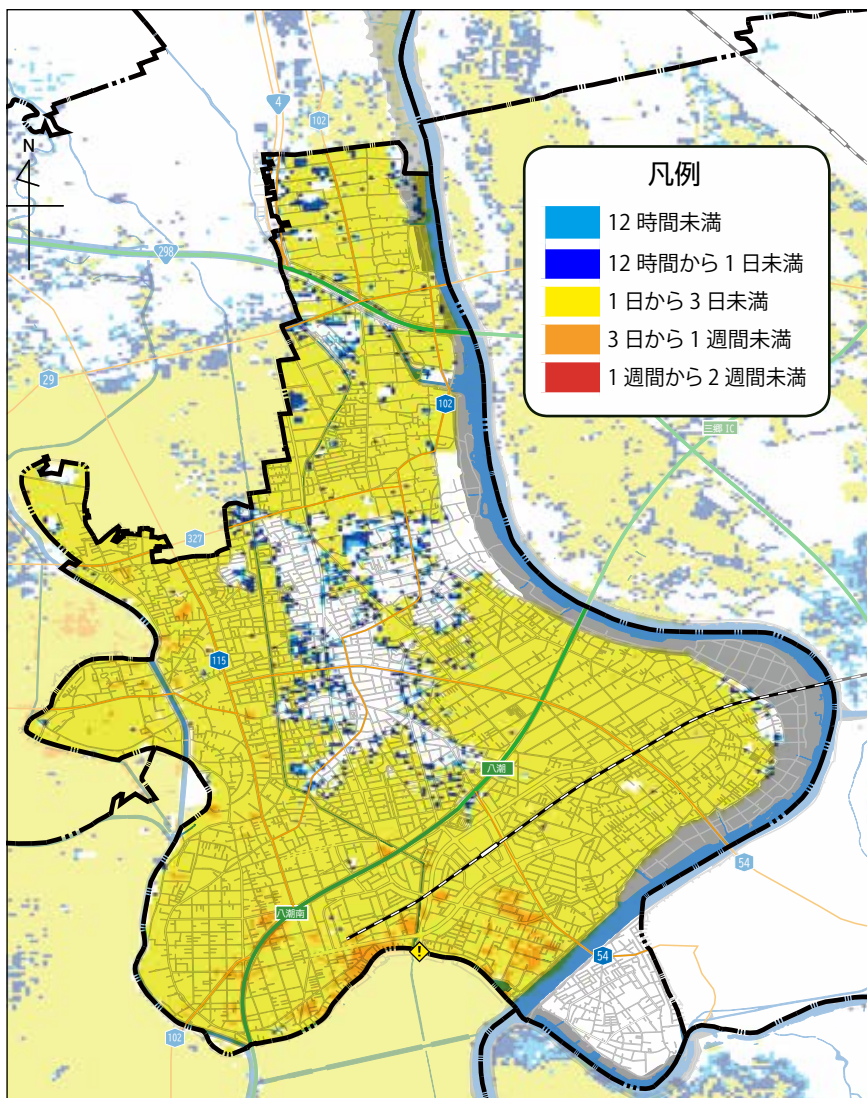 4
102
N
凡例
12 時間未満
12 時間から 1 日未満
1 日から 3 日未満
3 日から 1 週間未満
1 週間から 2 週間未満
298
29
102
三郷 IC
327
115
八潮
54
八潮南
!
54
102